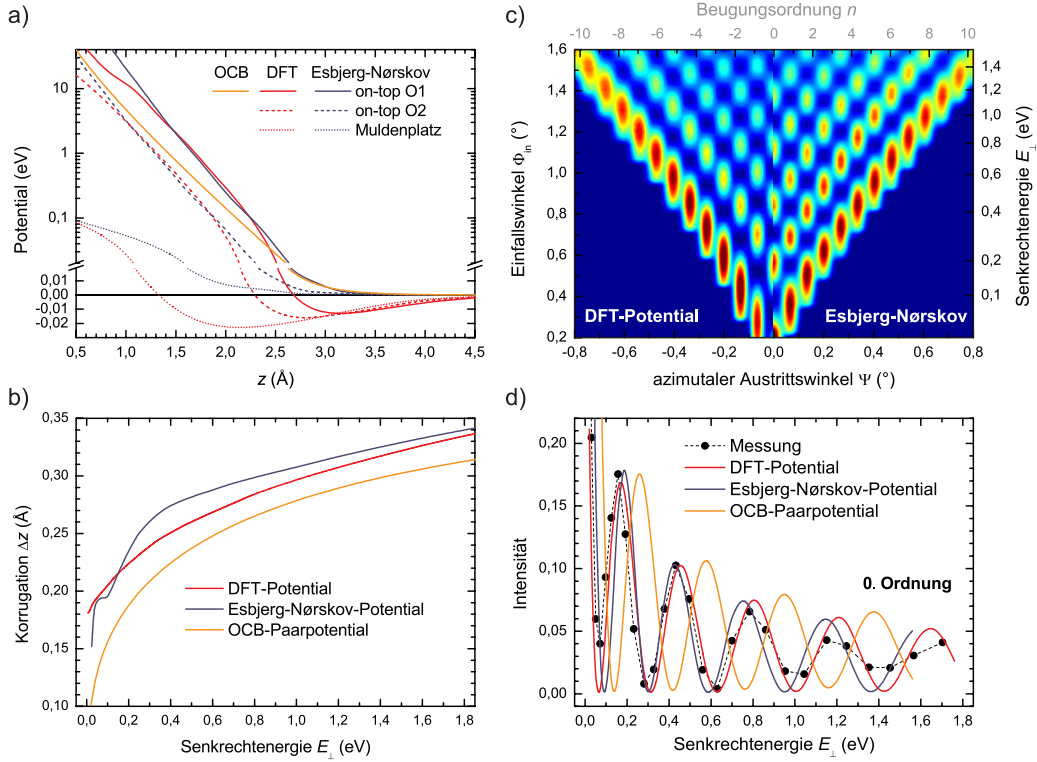 a)
OCB DFT Esbjerg-Nørskov
on-top O1
on-top O2
Muldenplatz
Potential (eV)
10
1
0,1
0,01
0,00
-0,01
-0,02
0,5 1,0 1,5 2,0 2,5 3,0 3,5 4,0 4,5
z (Å)
b)
Korrugation Δz (Å)
0,35
0,30
0,25
0,20
0,15
0,10
DFT-Potential
Esbjerg-Nørskov-Potential
OCB-Paarpotential
0,0 0,2 0,4 0,6 0,8 1,0 1,2 1,4 1,6 1,8
Senkrechtenergie E⊥ (eV)
c)
Beugungsordnung n
-10 -8 -6 -4 -2 0 2 4 6 8 10
Einfallswinkel Φin (°)
1,6
1,4
1,2
1,0
0,8
0,6
0,4
0,2
1,4
1,2
1,0
0,8
0,6
0,4
0,2
0,1
Senkrechtenergie E⊥ (eV)
DFT-Potential
Esbjerg-Nørskov
-0,8 -0,6 -0,4 -0,2 0,0 0,2 0,4 0,6 0,8
azimutaler Austrittswinkel Ψ (°)
d)
Intensität
0,20
0,15
0,10
0,05
0,00
Messung
DFT-Potential
Esbjerg-Nørskov-Potential
OCB-Paarpotential
0. Ordnung
0,0 0,2 0,4 0,6 0,8 1,0 1,2 1,4 1,6 1,8
Senkrechtenergie E⊥ (eV)